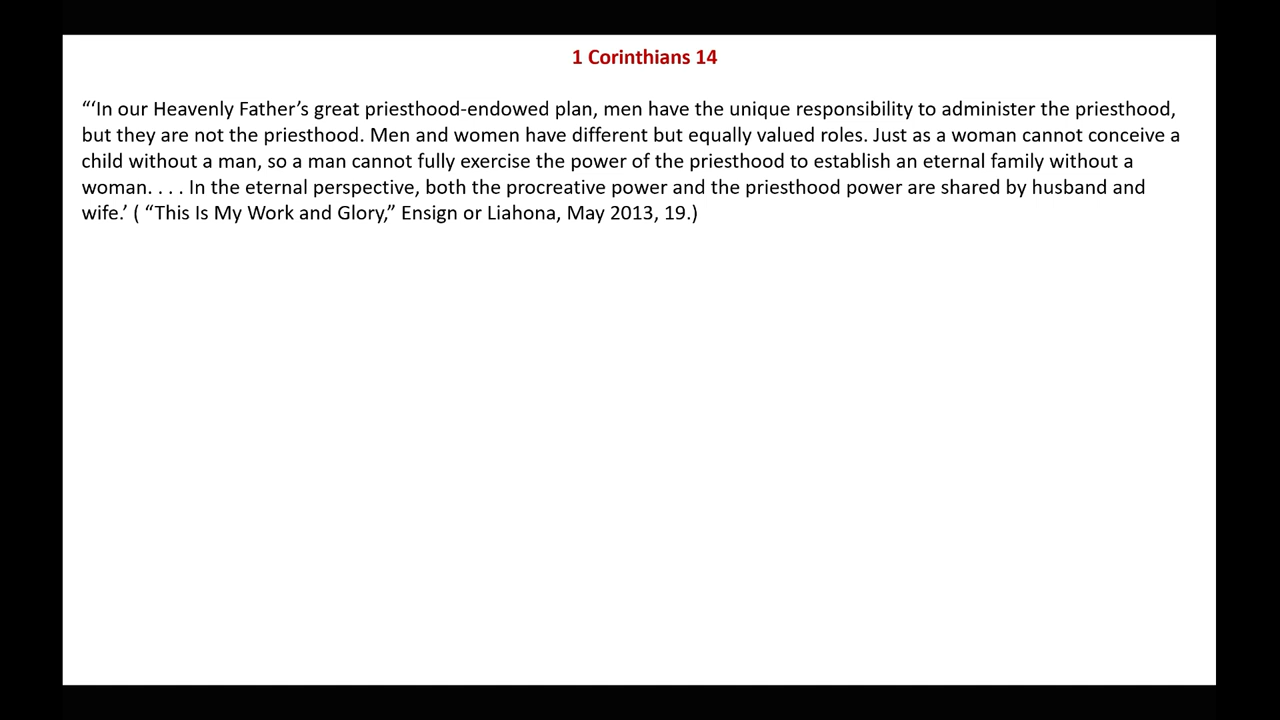 1 Corinthians 14
“‘In our Heavenly Father’s great priesthood-endowed plan, men have the unique responsibility to administer the priesthood,
but they are not the priesthood. Men and women have different but equally valued roles. Just as a woman cannot conceive a
child without a man, so a man cannot fully exercise the power of the priesthood to establish an eternal family without a
woman. . . . In the eternal perspective, both the procreative power and the priesthood power are shared by husband and
wife.’ ( “This Is My Work and Glory,” Ensign or Liahona, May 2013, 19.)